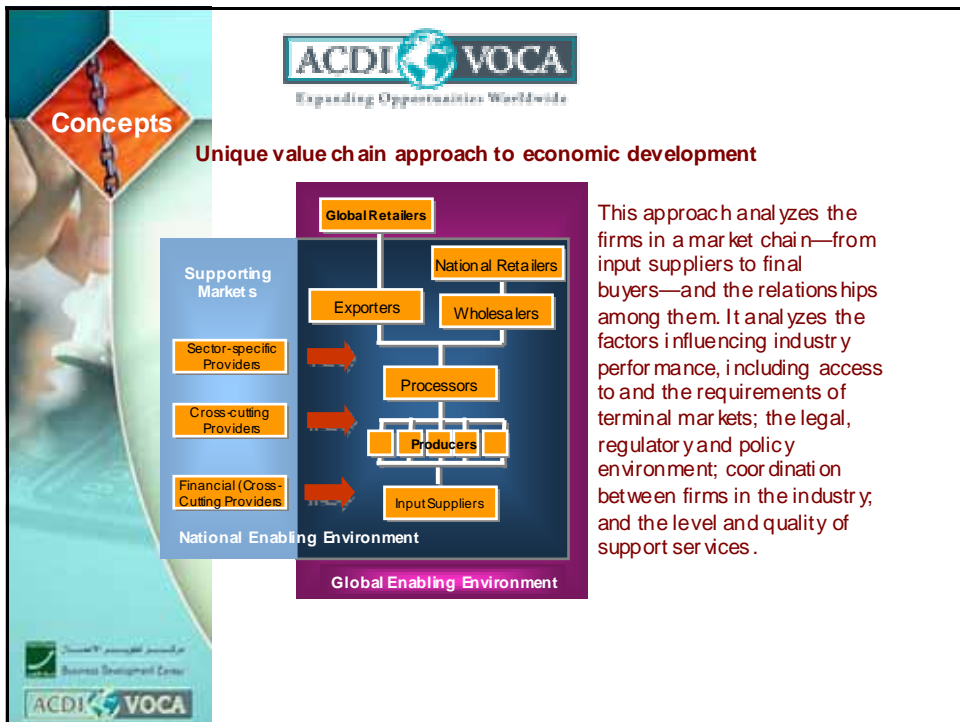 ACDI VOCA
Expanding Opportunities Worldwide
Concepts
Unique value chain approach to economic development
Global Retailers
National Retailers
Supporting
Markets
Exporters
Wholesalers
Sector-specific
Providers
Processors
Cross-cutting
Providers
Producers
Financial (Cross-
Cutting Providers
Input Suppliers
National Enabling Environment
Global Enabling Environment
This approach analyzes the
firms in a market chain—from
input suppliers to final
buyers—and the relationships
among them. It analyzes the
factors influencing industry
performance, including access
to and the requirements of
terminal markets; the legal,
regulatory and policy
environment; coordination
between firms in the industry;
and the level and quality of
support services.
Business Development Center
ACDI VOCA